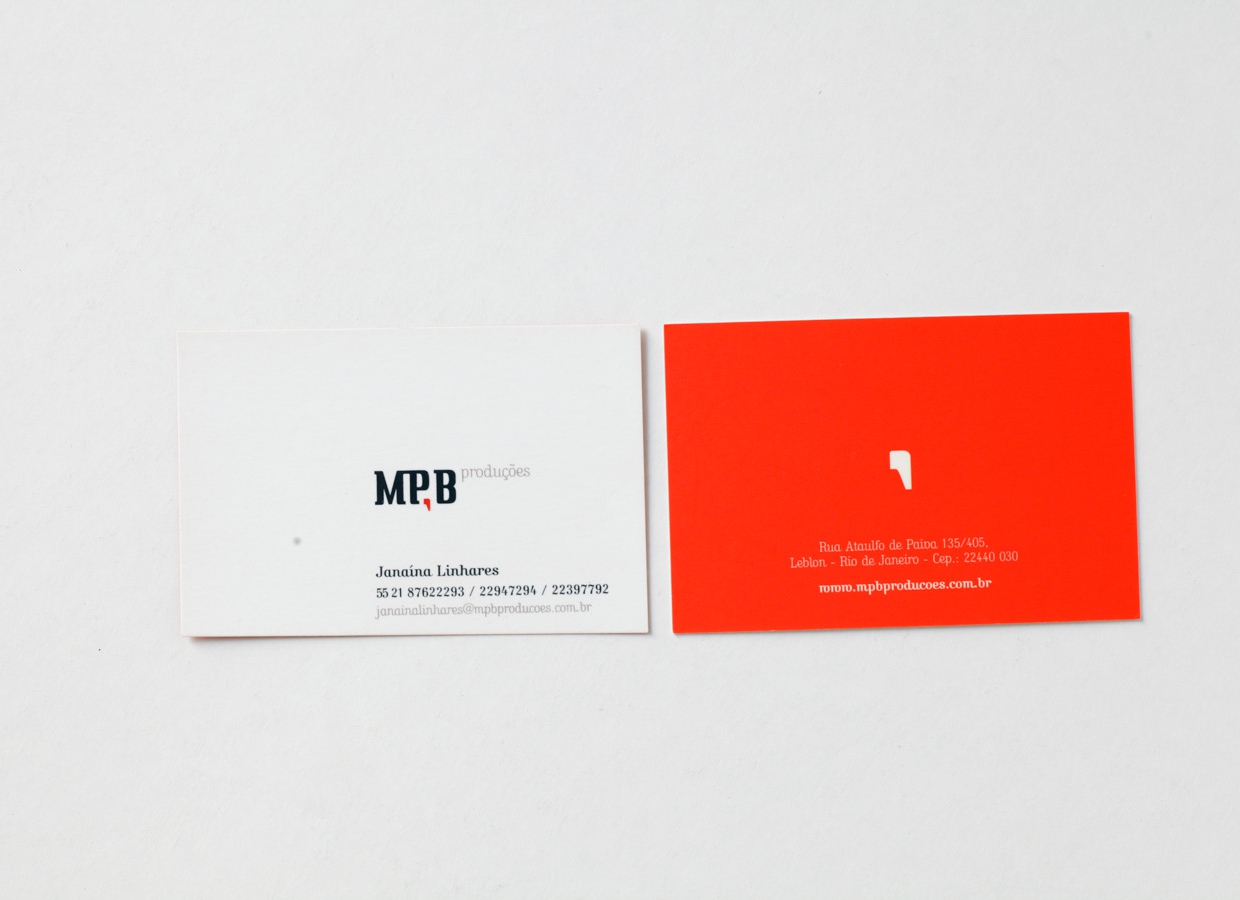 MP,B produções
Janaína Linhares
55 21 87622293 / 22947294 / 22397792
janainalinhares@mpbproducoes.com.br
Rua Ataulfo de Paiva 135/405,
Leblon - Rio de Janeiro - Cep.: 22440 030
www.mpbproducoes.com.br